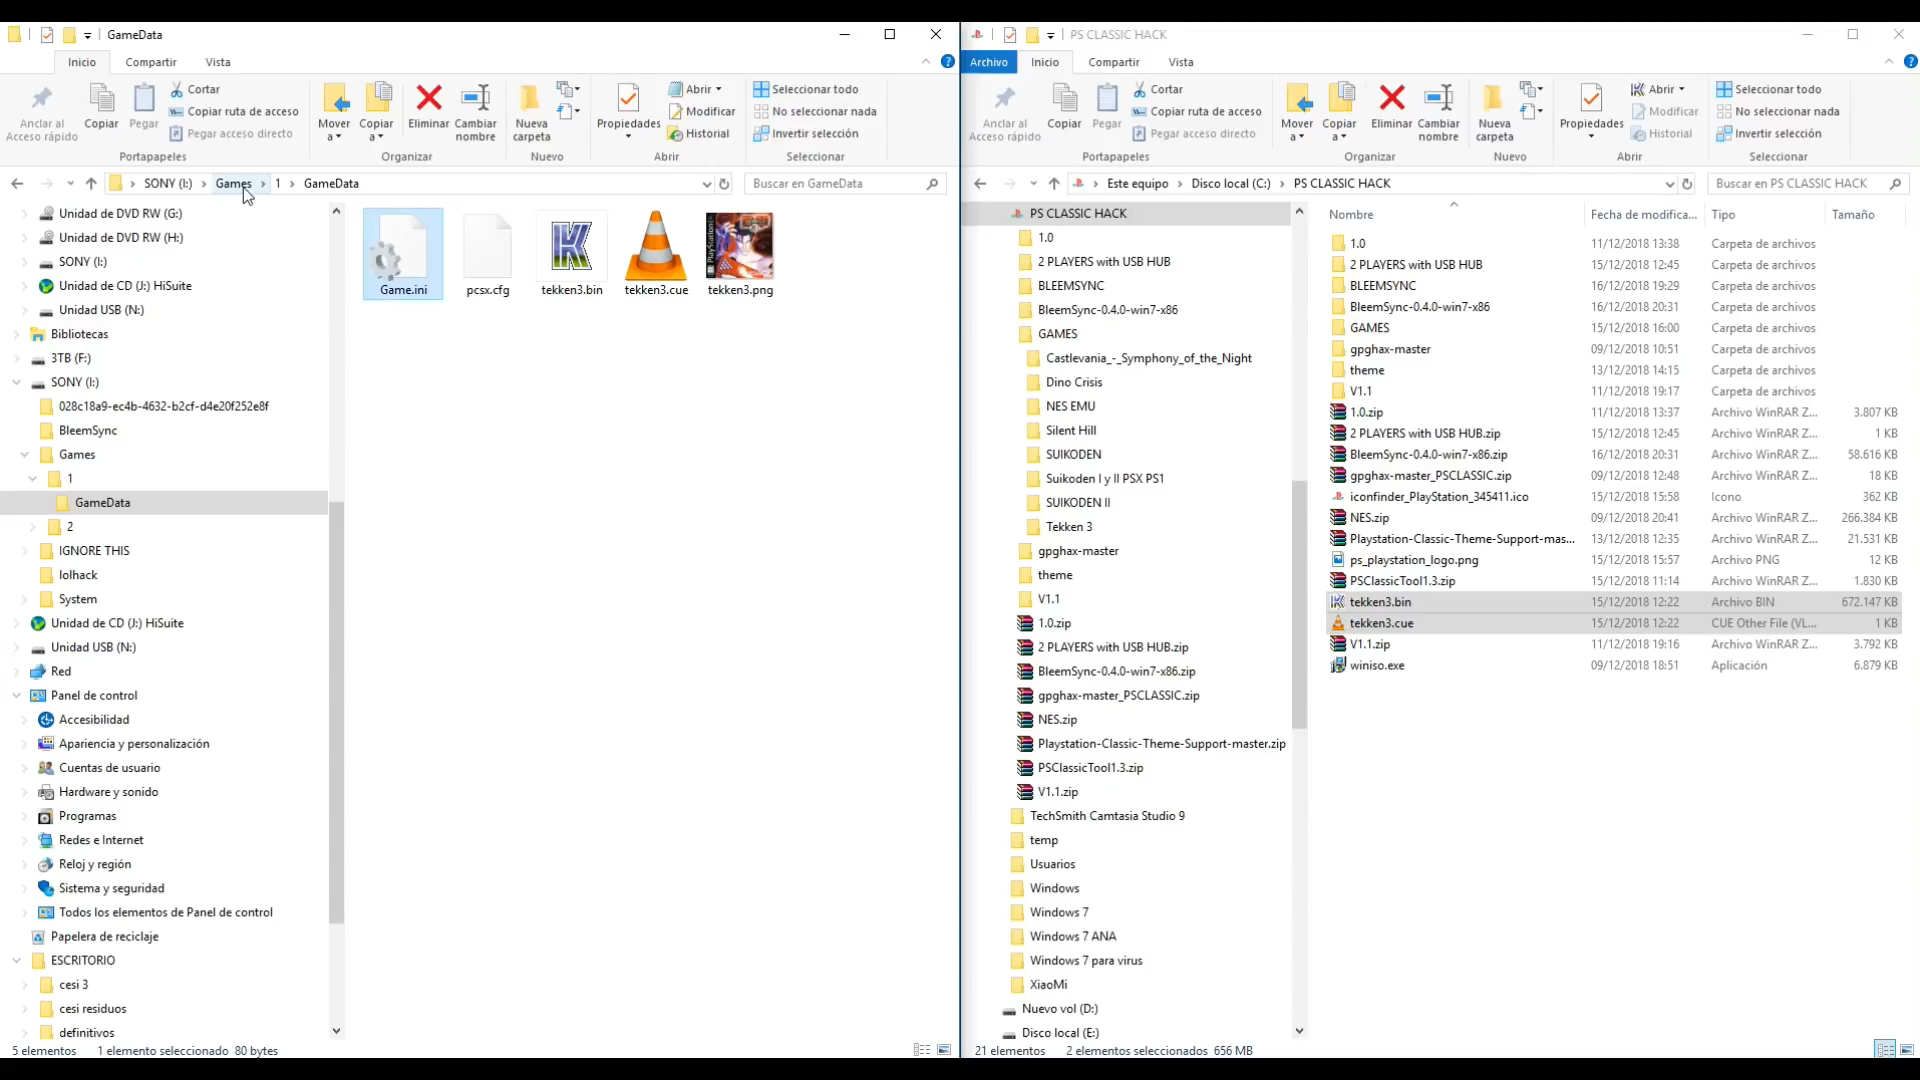 GameData
Inicio
Compartir
Vista
Anclar al
Acceso rápido
Copiar
Pegar
Cortar
Copiar ruta de acceso
Pegar acceso directo
Portapapeles
Mover
a
Copiar
a
Eliminar
Cambiar
nombre
Organizar
Nueva
carpeta
Nuevo
Propiedades
Abrir
Modificar
Historial
Abrir
Seleccionar todo
No seleccionar nada
Invertir selección
Seleccionar
SONY (I:)
Games
1
GameData
Buscar en GameData
Unidad de DVD RW (G:)
Unidad de DVD RW (H:)
SONY (I:)
Unidad de CD (J:) HiSuite
Unidad USB (N:)
Bibliotecas
3TB (F:)
SONY (I:)
028c18a9-ec4b-4632-b2cf-d4e20f252e8f
BleemSync
Games
1
GameData
2
IGNORE THIS
lolhack
System
Unidad de CD (J:) HiSuite
Unidad USB (N:)
Red
Panel de control
Accesibilidad
Apariencia y personalización
Cuentas de usuario
Hardware y sonido
Programas
Redes e Internet
Reloj y región
Sistema y seguridad
Todos los elementos de Panel de control
Papelera de reciclaje
ESCRITORIO
cesi 3
cesi residuos
definitivos
Game.ini
pcsx.cfg
tekken3.bin
tekken3.cue
PlayStation
tekken3.png
5 elementos
1 elemento seleccionado 80 bytes
PS CLASSIC HACK
Archivo
Inicio
Compartir
Vista
Anclar al
Acceso rápido
Copiar
Pegar
Cortar
Copiar ruta de acceso
Pegar acceso directo
Portapapeles
Mover
a
Copiar
a
Eliminar
Cambiar
nombre
Organizar
Nueva
carpeta
Nuevo
Propiedades
Abrir
Modificar
Historial
Abrir
Seleccionar todo
No seleccionar nada
Invertir selección
Seleccionar
Este equipo
Disco local (C:)
PS CLASSIC HACK
Buscar en PS CLASSIC HACK
PS CLASSIC HACK
1.0
2 PLAYERS with USB HUB
BLEEMSYNC
BleemSync-0.4.0-win7-x86
GAMES
Castlevania_-_Symphony_of_the_Night
Dino Crisis
NES EMU
Silent Hill
SUIKODEN
Suikoden I y II PSX PS1
SUIKODEN II
Tekken 3
gpghax-master
theme
V1.1
1.0.zip
2 PLAYERS with USB HUB.zip
BleemSync-0.4.0-win7-x86.zip
gpghax-master_PSCLASSIC.zip
NES.zip
Playstation-Classic-Theme-Support-master.zip
PSClassicTool1.3.zip
V1.1.zip
TechSmith Camtasia Studio 9
temp
Usuarios
Windows
Windows 7
Windows 7 ANA
Windows 7 para virus
XiaoMi
Nuevo vol (D:)
Disco local (E:)
Nombre Fecha de modifica... Tipo Tamaño
1.0 11/12/2018 13:38 Carpeta de archivos
2 PLAYERS with USB HUB 15/12/2018 12:45 Carpeta de archivos
BLEEMSYNC 16/12/2018 19:29 Carpeta de archivos
BleemSync-0.4.0-win7-x86 16/12/2018 20:31 Carpeta de archivos
GAMES 15/12/2018 16:00 Carpeta de archivos
gpghax-master 09/12/2018 10:51 Carpeta de archivos
theme 13/12/2018 14:15 Carpeta de archivos
V1.1 11/12/2018 19:17 Carpeta de archivos
1.0.zip 11/12/2018 13:37 Archivo WinRAR Z... 3.807 KB
2 PLAYERS with USB HUB.zip 15/12/2018 12:45 Archivo WinRAR Z... 1 KB
BleemSync-0.4.0-win7-x86.zip 16/12/2018 20:31 Archivo WinRAR Z... 58.616 KB
gpghax-master_PSCLASSIC.zip 09/12/2018 12:48 Archivo WinRAR Z... 18 KB
iconfinder_PlayStation_345411.ico 15/12/2018 15:58 Icono 362 KB
NES.zip 09/12/2018 20:41 Archivo WinRAR Z... 266.384 KB
Playstation-Classic-Theme-Support-mas... 13/12/2018 12:35 Archivo WinRAR Z... 21.531 KB
ps_playstation_logo.png 15/12/2018 15:57 Archivo PNG 12 KB
PSClassicTool1.3.zip 15/12/2018 11:14 Archivo WinRAR Z... 1.830 KB
tekken3.bin 15/12/2018 12:22 Archivo BIN 672.147 KB
tekken3.cue 15/12/2018 12:22 CUE Other File (VL... 1 KB
V1.1.zip 11/12/2018 19:16 Archivo WinRAR Z... 3.792 KB
winiso.exe 09/12/2018 18:51 Aplicación 6.879 KB
21 elementos
2 elementos seleccionados 656 MB